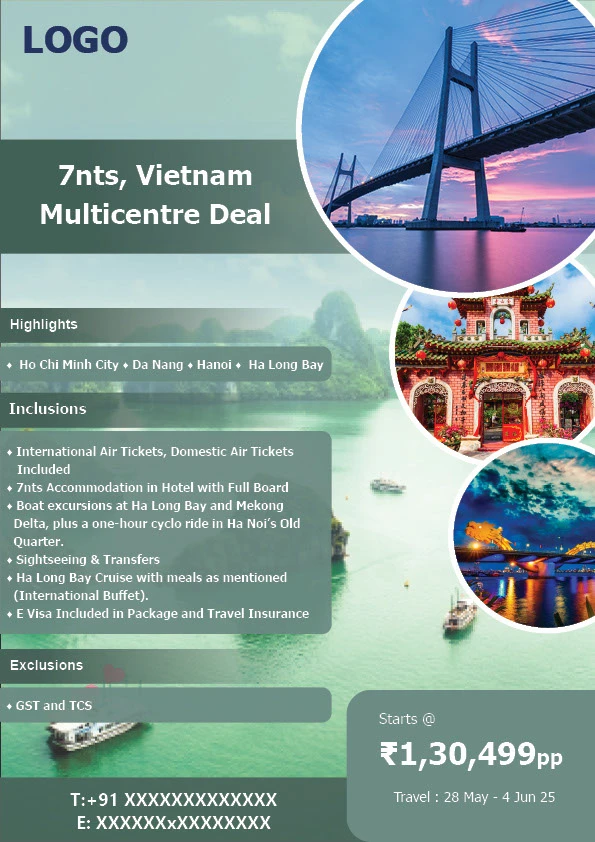 LOGO
7nts, Vietnam
Multicentre Deal
Highlights
♦ Ho Chi Minh City ♦ Da Nang ♦ Hanoi ♦ Ha Long Bay
Inclusions
♦ International Air Tickets, Domestic Air Tickets
Included
♦ 7nts Accommodation in Hotel with Full Board
♦ Boat excursions at Ha Long Bay and Mekong
Delta, plus a one-hour cyclo ride in Ha Noi's Old
Quarter.
♦ Sightseeing & Transfers
♦ Ha Long Bay Cruise with meals as mentioned
(International Buffet).
♦ E Visa Included in Package and Travel Insurance
Exclusions
♦ GST and TCS
Starts @
₹1,30,499pp
Travel : 28 May - 4 Jun 25
T:+91 XXXXXXXXXXXXX
E: XXXXXXxXXXXXXXX